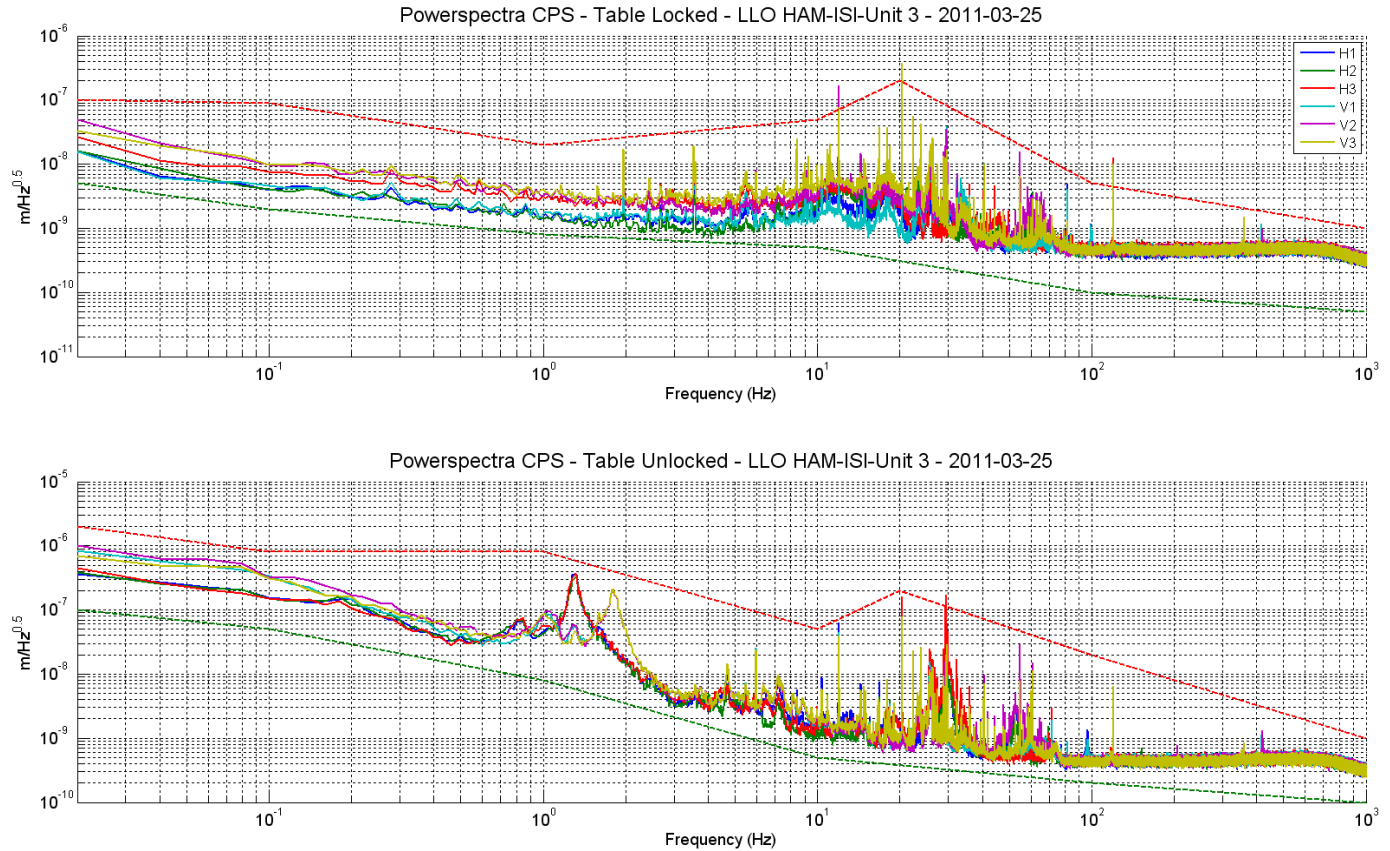 Powerspectra CPS - Table Locked - LLO HAM-ISI-Unit 3 - 2011-03-25
10^-6
10^-7
10^-8
10^-9
10^-10
10^-11
m/Hz^0.5
H1
H2
H3
V1
V2
V3
10^-1
10^0
10^1
10^2
10^3
Frequency (Hz)
Powerspectra CPS - Table Unlocked - LLO HAM-ISI-Unit 3 - 2011-03-25
10^-5
10^-6
10^-7
10^-8
10^-9
10^-10
m/Hz^0.5
10^-1
10^0
10^1
10^2
10^3
Frequency (Hz)